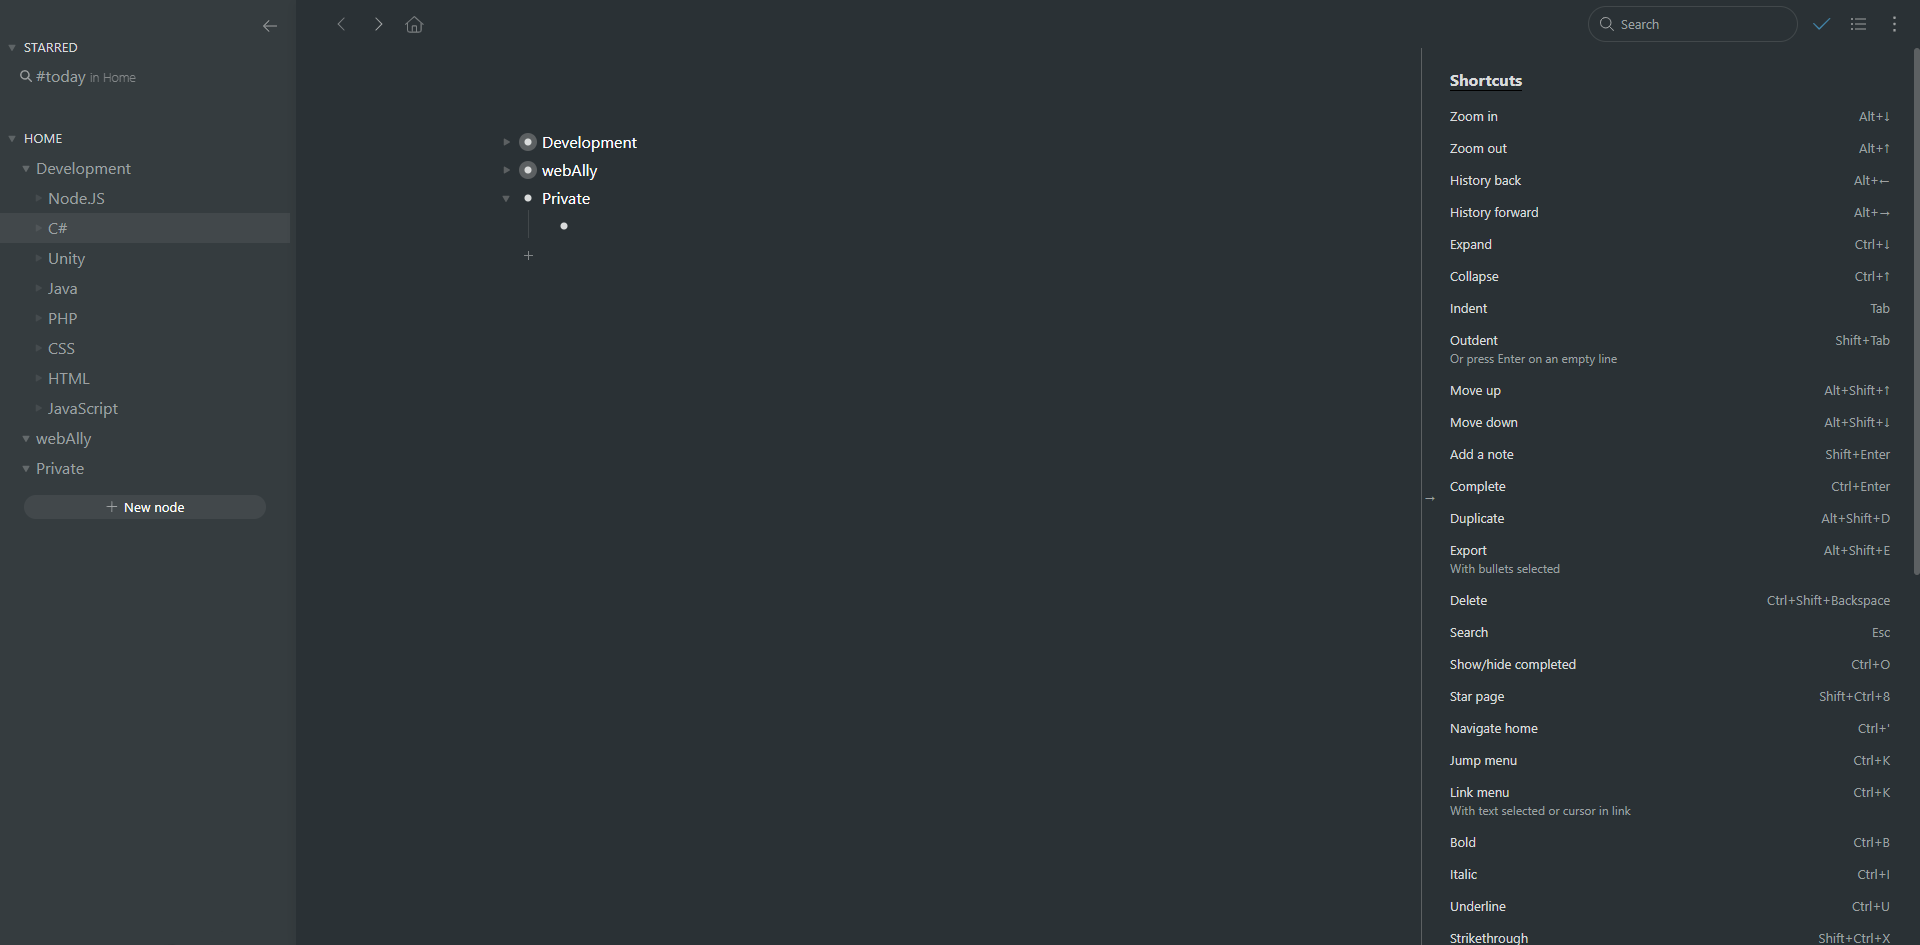 STARRED
#today in Home
HOME
Development
Node.JS
C#
Unity
Java
PHP
CSS
HTML
JavaScript
webAlly
Private
+ New node
Development
webAlly
Private
+
Search
Shortcuts
Zoom in Alt+↓
Zoom out Alt+↑
History back Alt+←
History forward Alt+→
Expand Ctrl+↓
Collapse Ctrl+↑
Indent Tab
Outdent Shift+Tab
Or press Enter on an empty line
Move up Alt+Shift+↑
Move down Alt+Shift+↓
Add a note Shift+Enter
Complete Ctrl+Enter
Duplicate Alt+Shift+D
Export Alt+Shift+E
With bullets selected
Delete Ctrl+Shift+Backspace
Search Esc
Show/hide completed Ctrl+O
Star page Shift+Ctrl+8
Navigate home Ctrl+'
Jump menu Ctrl+K
Link menu Ctrl+K
With text selected or cursor in link
Bold Ctrl+B
Italic Ctrl+I
Underline Ctrl+U
Strikethrough Shift+Ctrl+X